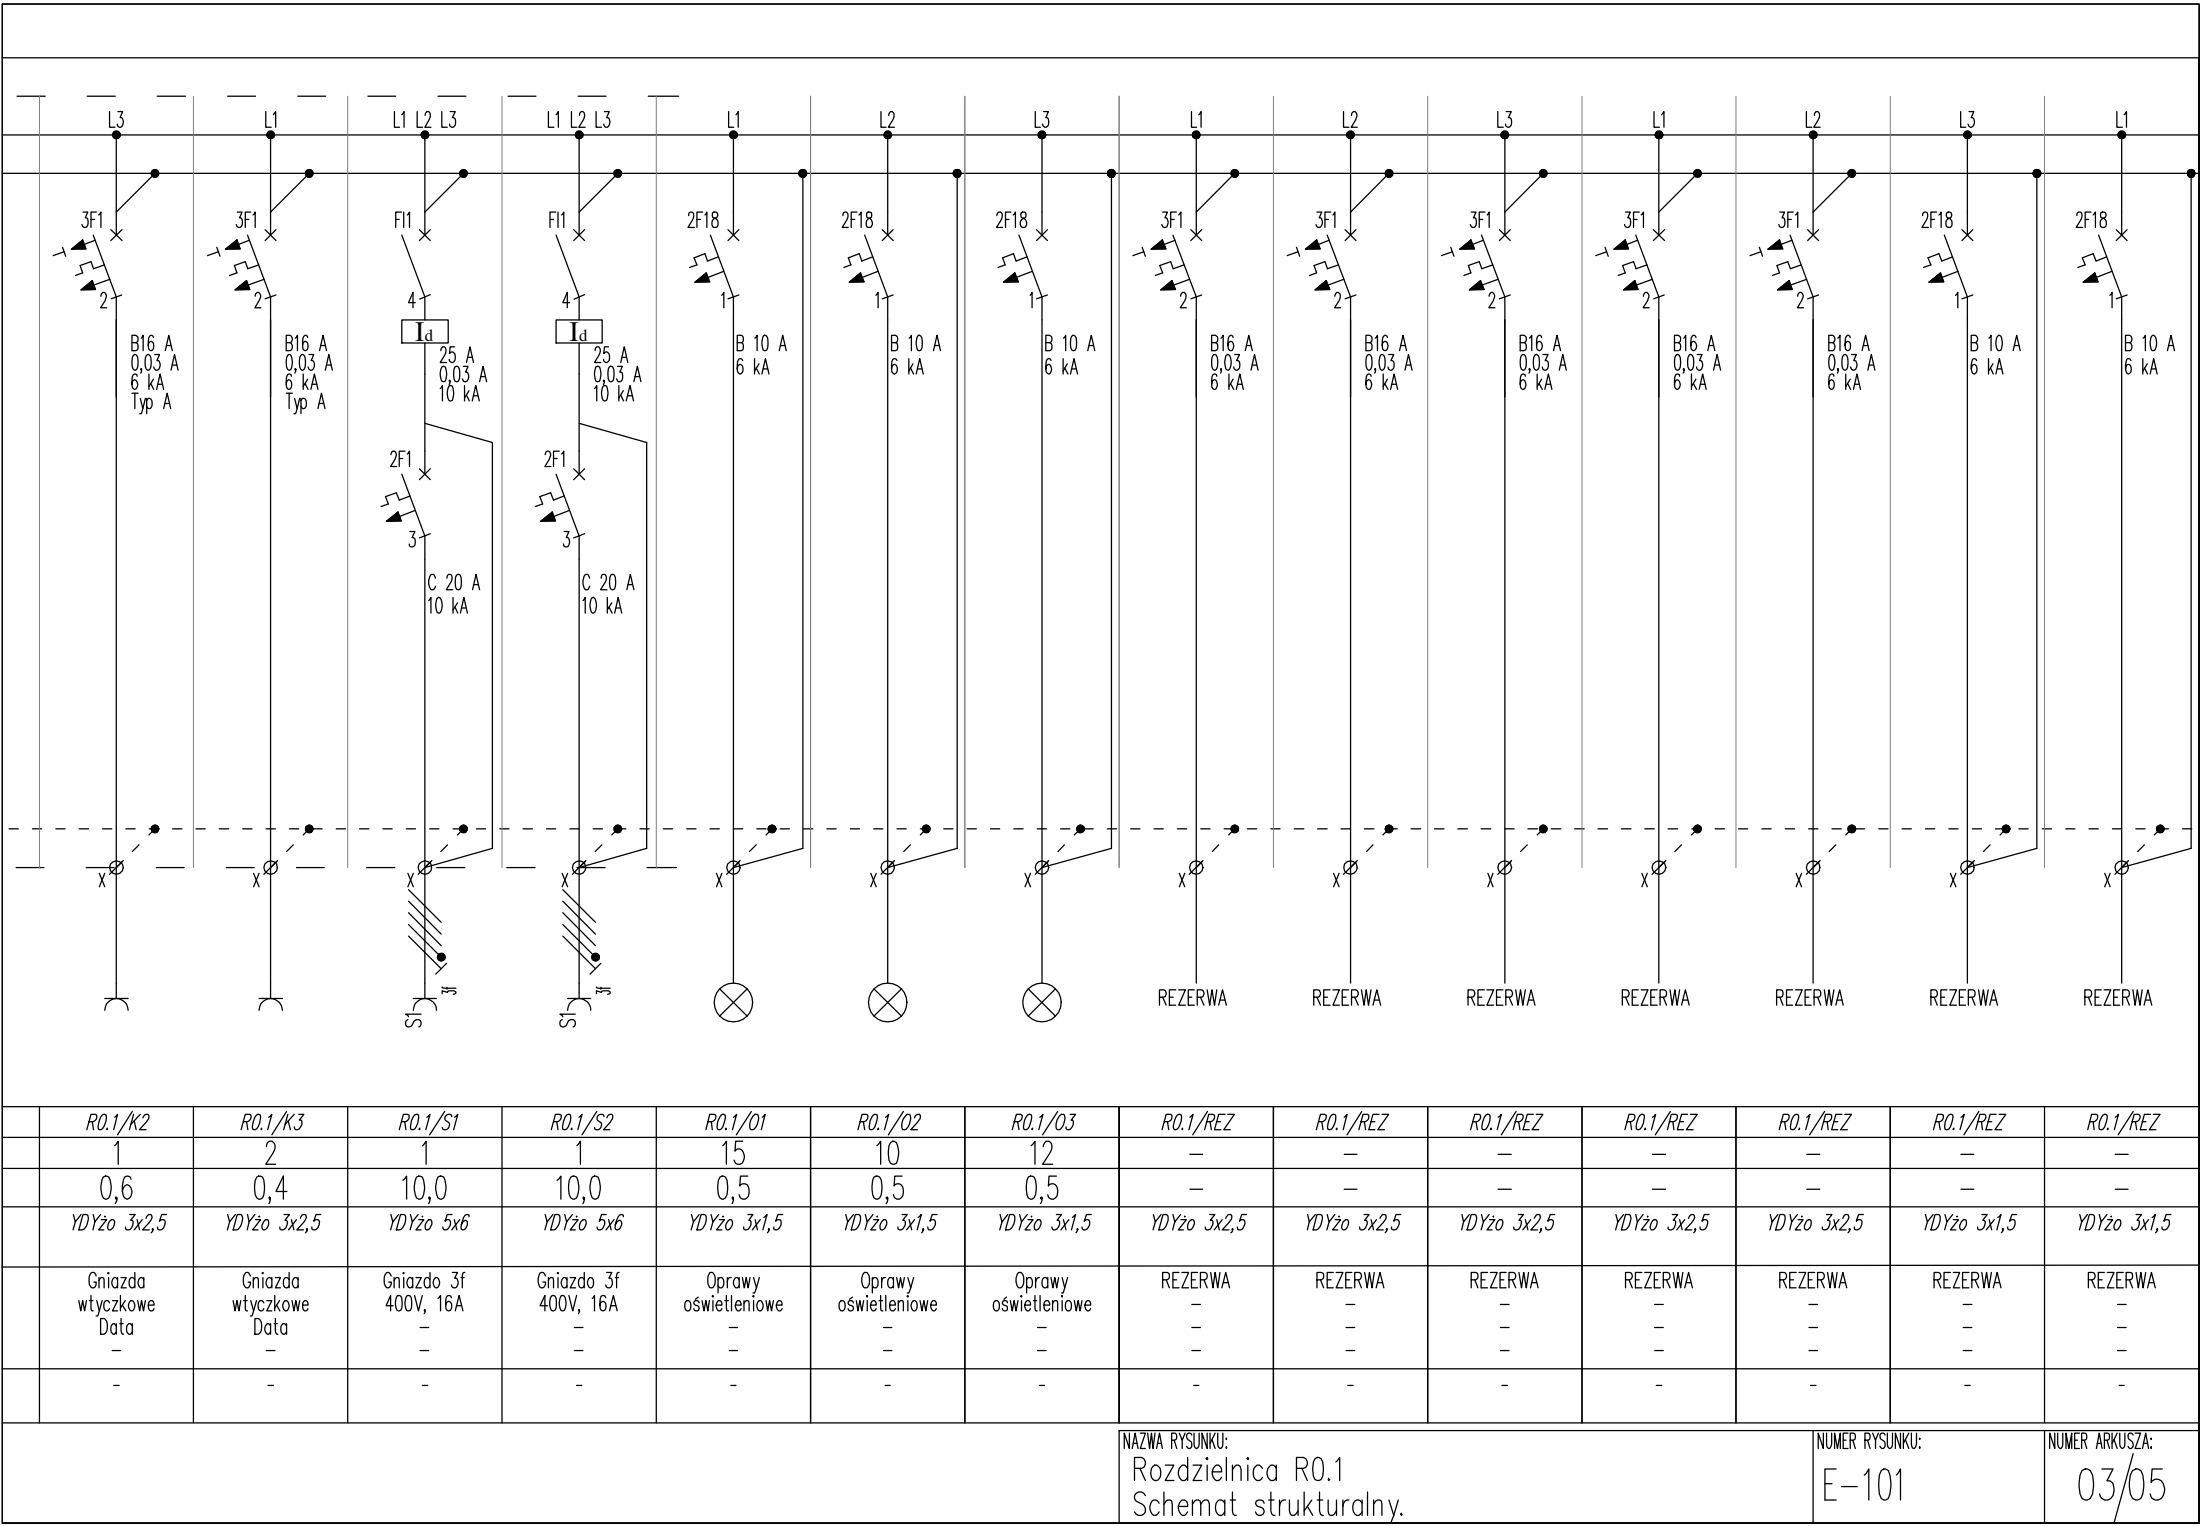 L3 L1 L1 L2 L3 L1 L2 L3 L1 L2 L3 L1 L2 L3 L1 L2 L3 L1
3F1 3F1 FI1 FI1 2F18 2F18 2F18 3F1 3F1 3F1 3F1 3F1 2F18 2F18
2 2 4 4 1 1 1 2 2 2 2 2 1 1
Id Id
B16 A
0,03 A
6 kA
Typ A
B16 A
0,03 A
6 kA
Typ A
25 A
0,03 A
10 kA
25 A
0,03 A
10 kA
B 10 A
6 kA
B 10 A
6 kA
B 10 A
6 kA
B16 A
0,03 A
6 kA
B16 A
0,03 A
6 kA
B16 A
0,03 A
6 kA
B16 A
0,03 A
6 kA
B16 A
0,03 A
6 kA
B 10 A
6 kA
B 10 A
6 kA
2F1 2F1
3 3
C 20 A
10 kA
C 20 A
10 kA
X X X X X X X X X X X X X X
3f 3f
S1 S1
REZERWA REZERWA REZERWA REZERWA REZERWA REZERWA REZERWA
R0.1/K2 R0.1/K3 R0.1/S1 R0.1/S2 R0.1/O1 R0.1/O2 R0.1/O3 R0.1/REZ R0.1/REZ R0.1/REZ R0.1/REZ R0.1/REZ R0.1/REZ R0.1/REZ
1 2 1 1 15 10 12 – – – – – – –
0,6 0,4 10,0 10,0 0,5 0,5 0,5 – – – – – – –
YDYżo 3x2,5 YDYżo 3x2,5 YDYżo 5x6 YDYżo 5x6 YDYżo 3x1,5 YDYżo 3x1,5 YDYżo 3x1,5 YDYżo 3x2,5 YDYżo 3x2,5 YDYżo 3x2,5 YDYżo 3x2,5 YDYżo 3x2,5 YDYżo 3x1,5 YDYżo 3x1,5
Gniazda Gniazda Gniazdo 3f Gniazdo 3f Oprawy Oprawy Oprawy REZERWA REZERWA REZERWA REZERWA REZERWA REZERWA REZERWA
wtyczkowe wtyczkowe 400V, 16A 400V, 16A oświetleniowe oświetleniowe oświetleniowe – – – – – – –
Data Data – – – – – – – – – – – –
– – – – – – – – – – – – – –
- - - - - - - - - - - - - -
NAZWA RYSUNKU: NUMER RYSUNKU: NUMER ARKUSZA:
Rozdzielnica R0.1
E-101 03/05
Schemat strukturalny.